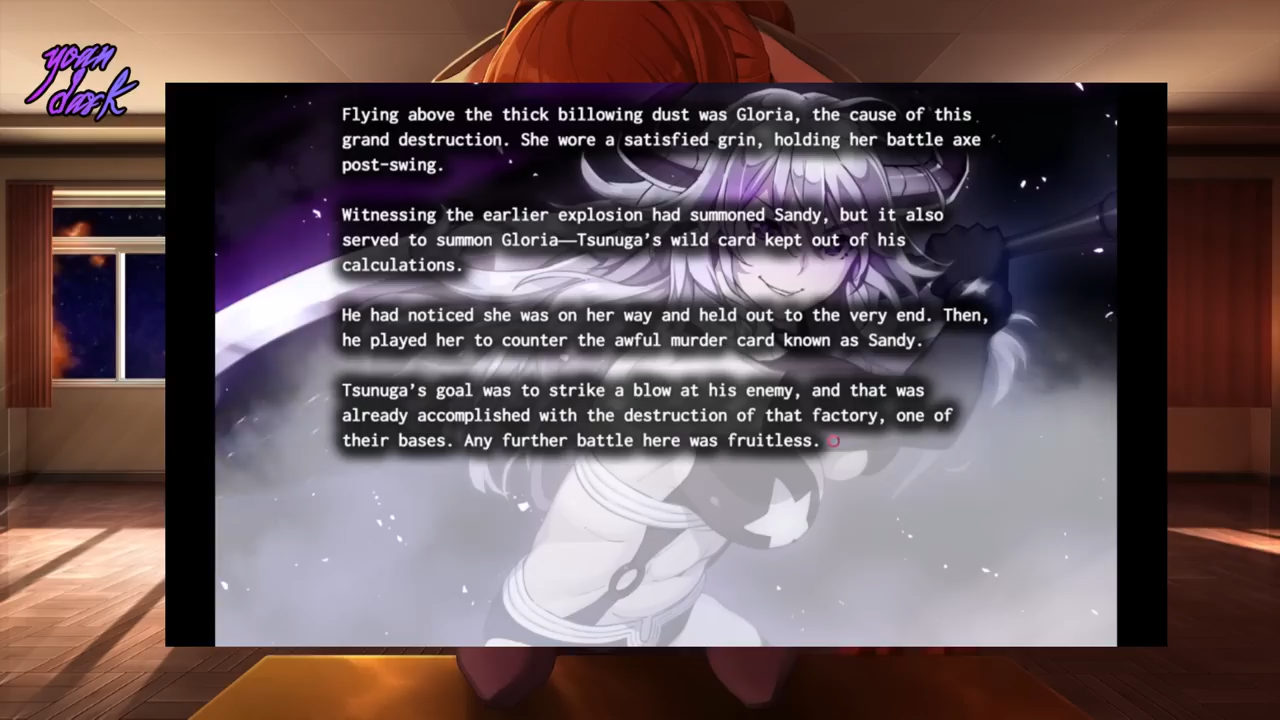 yoan
dark
Flying above the thick billowing dust was Gloria, the cause of this
grand destruction. She wore a satisfied grin, holding her battle axe
post-swing.
Witnessing the earlier explosion had summoned Sandy, but it also
served to summon Gloria——Tsunuga's wild card kept out of his
calculations.
He had noticed she was on her way and held out to the very end. Then,
he played her to counter the awful murder card known as Sandy.
Tsunuga's goal was to strike a blow at his enemy, and that was
already accomplished with the destruction of that factory, one of
their bases. Any further battle here was fruitless.